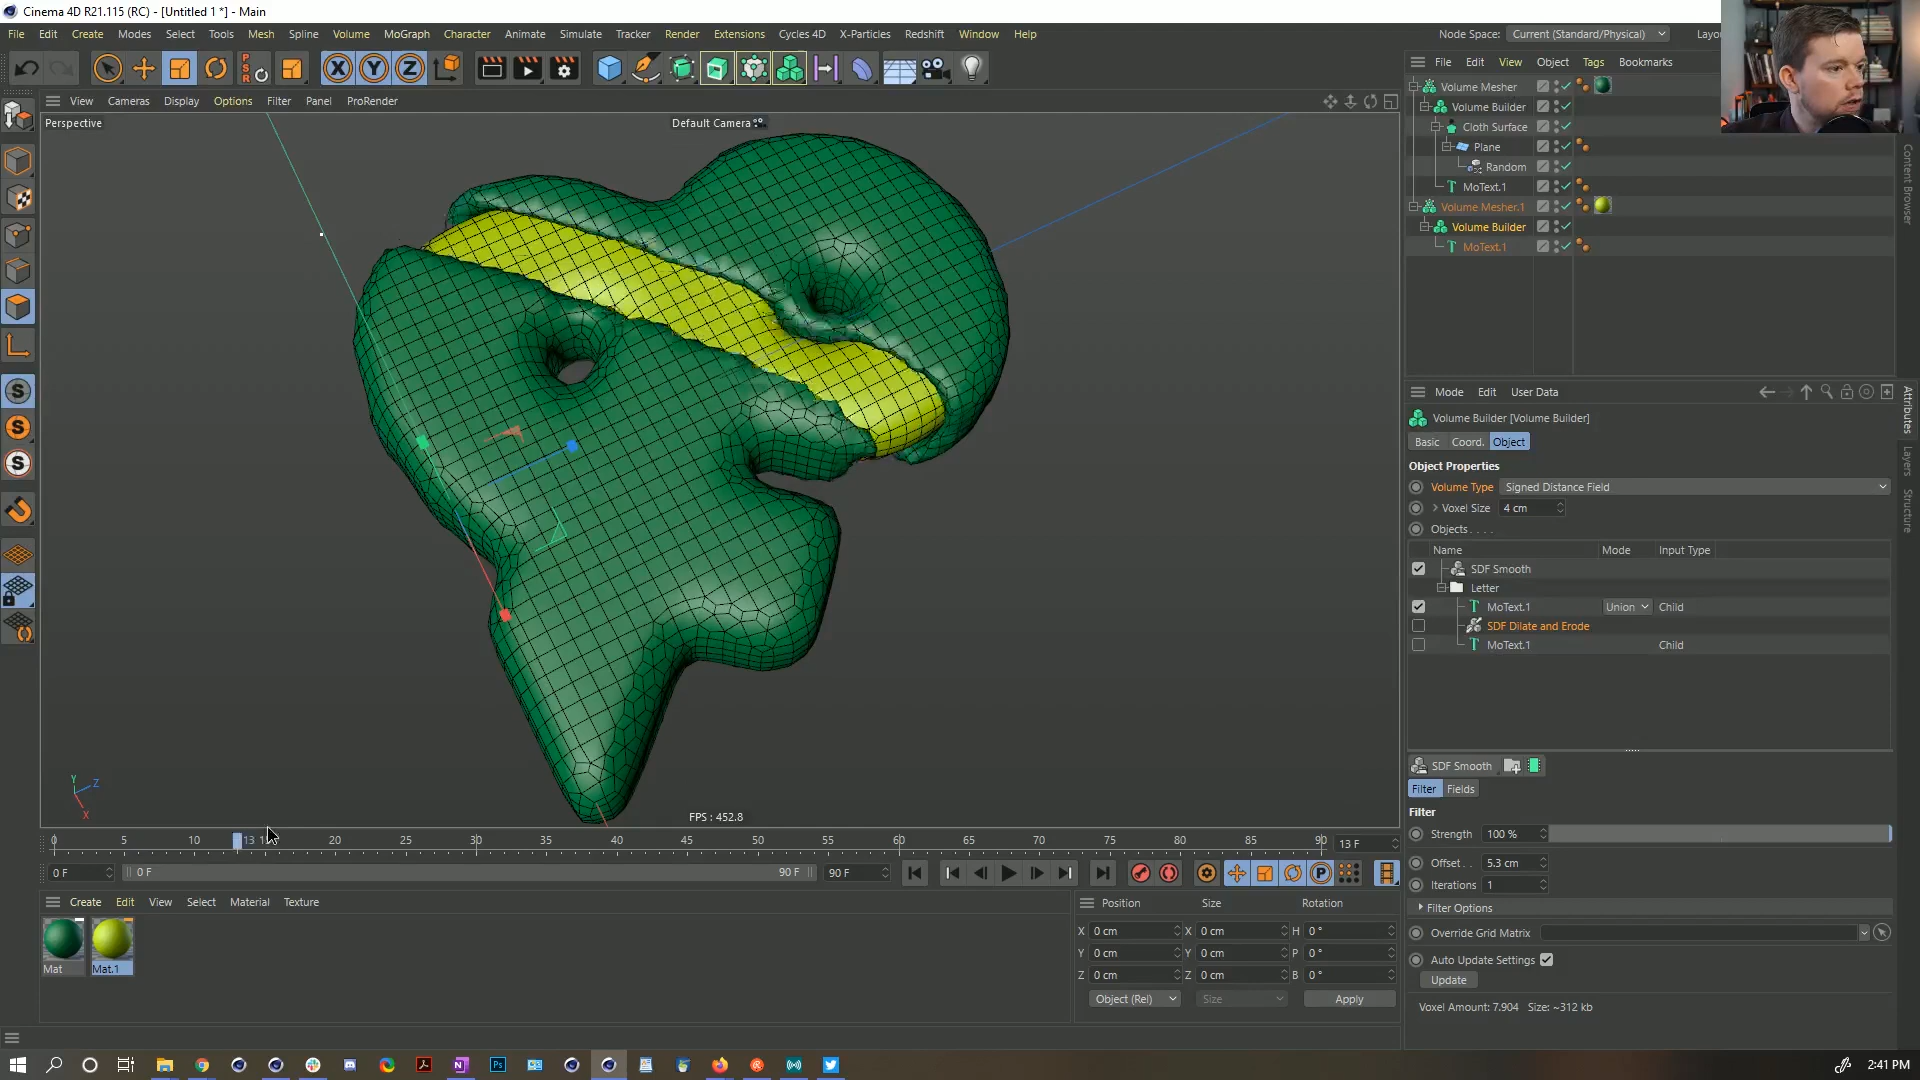 Cinema 4D R21.115 (RC) - [Untitled 1 *] - Main
File Edit Create Modes Select Tools Mesh Spline Volume MoGraph Character Animate Simulate Tracker Render Extensions Cycles 4D X-Particles Redshift Window Help
Node Space: Current (Standard/Physical)
View Cameras Display Options Filter Panel ProRender
Perspective
Default Camera
FPS : 452.8
Y Z X
0 5 10 13 20 25 30 35 40 45 50 55 60 65 70 75 80 85 90
13 F
0 F 0 F 90 F 90 F
Create Edit View Select Material Texture
Mat Mat.1
Position Size Rotation
X 0 cm X 0 cm H 0 °
Y 0 cm Y 0 cm P 0 °
Z 0 cm Z 0 cm B 0 °
Object (Rel) Size Apply
File Edit View Object Tags Bookmarks
Volume Mesher
Volume Builder
Cloth Surface
Plane
Random
MoText.1
Volume Mesher.1
Volume Builder
MoText.1
Content Browser
Mode Edit User Data
Attributes
Layers
Structure
Volume Builder [Volume Builder]
Basic Coord. Object
Object Properties
Volume Type Signed Distance Field
Voxel Size 4 cm
Objects . . . .
Name Mode Input Type
SDF Smooth
Letter
MoText.1 Union Child
SDF Dilate and Erode
MoText.1 Child
SDF Smooth
Filter Fields
Filter
Strength 100 %
Offset . . 5.3 cm
Iterations 1
Filter Options
Override Grid Matrix
Auto Update Settings
Update
Voxel Amount: 7.904 Size: ~312 kb
2:41 PM